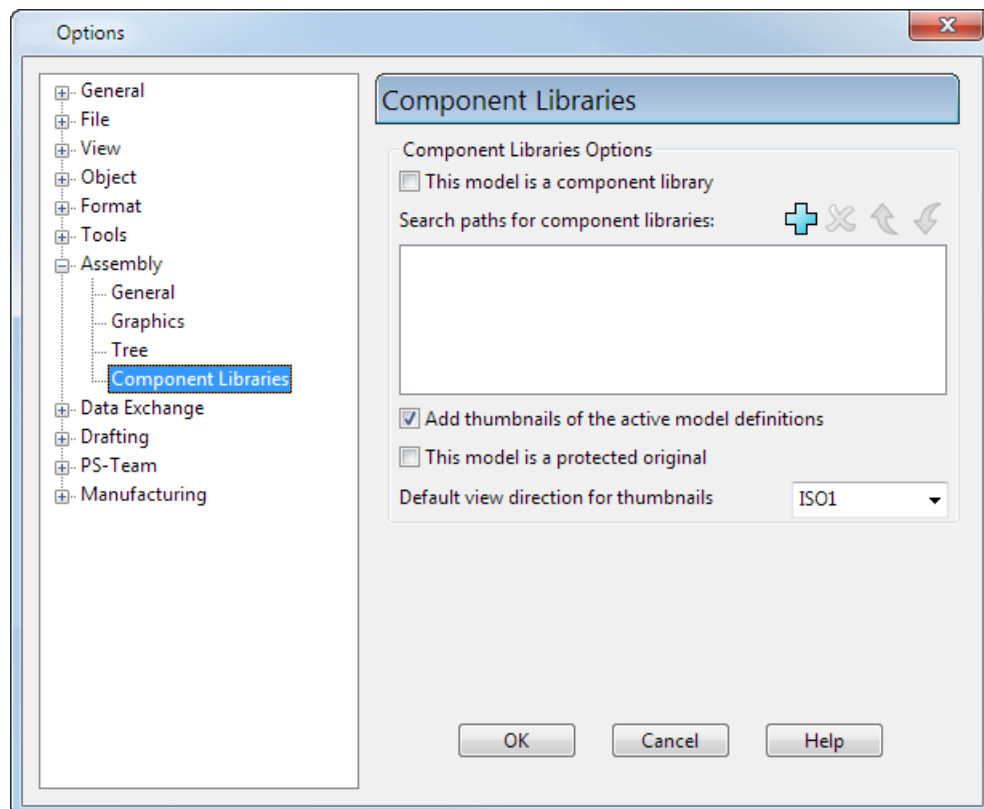 Options
General
File
View
Object
Format
Tools
Assembly
General
Graphics
Tree
Component Libraries
Data Exchange
Drafting
PS-Team
Manufacturing
Component Libraries
Component Libraries Options
This model is a component library
Search paths for component libraries:
Add thumbnails of the active model definitions
This model is a protected original
Default view direction for thumbnails ISO1
OK Cancel Help